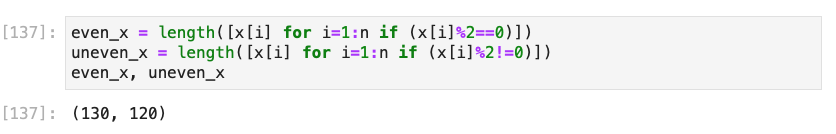 [137]: even_x = length([x[i] for i=1:n if (x[i]%2==0)])
uneven_x = length([x[i] for i=1:n if (x[i]%2!=0)])
even_x, uneven_x
[137]: (130, 120)